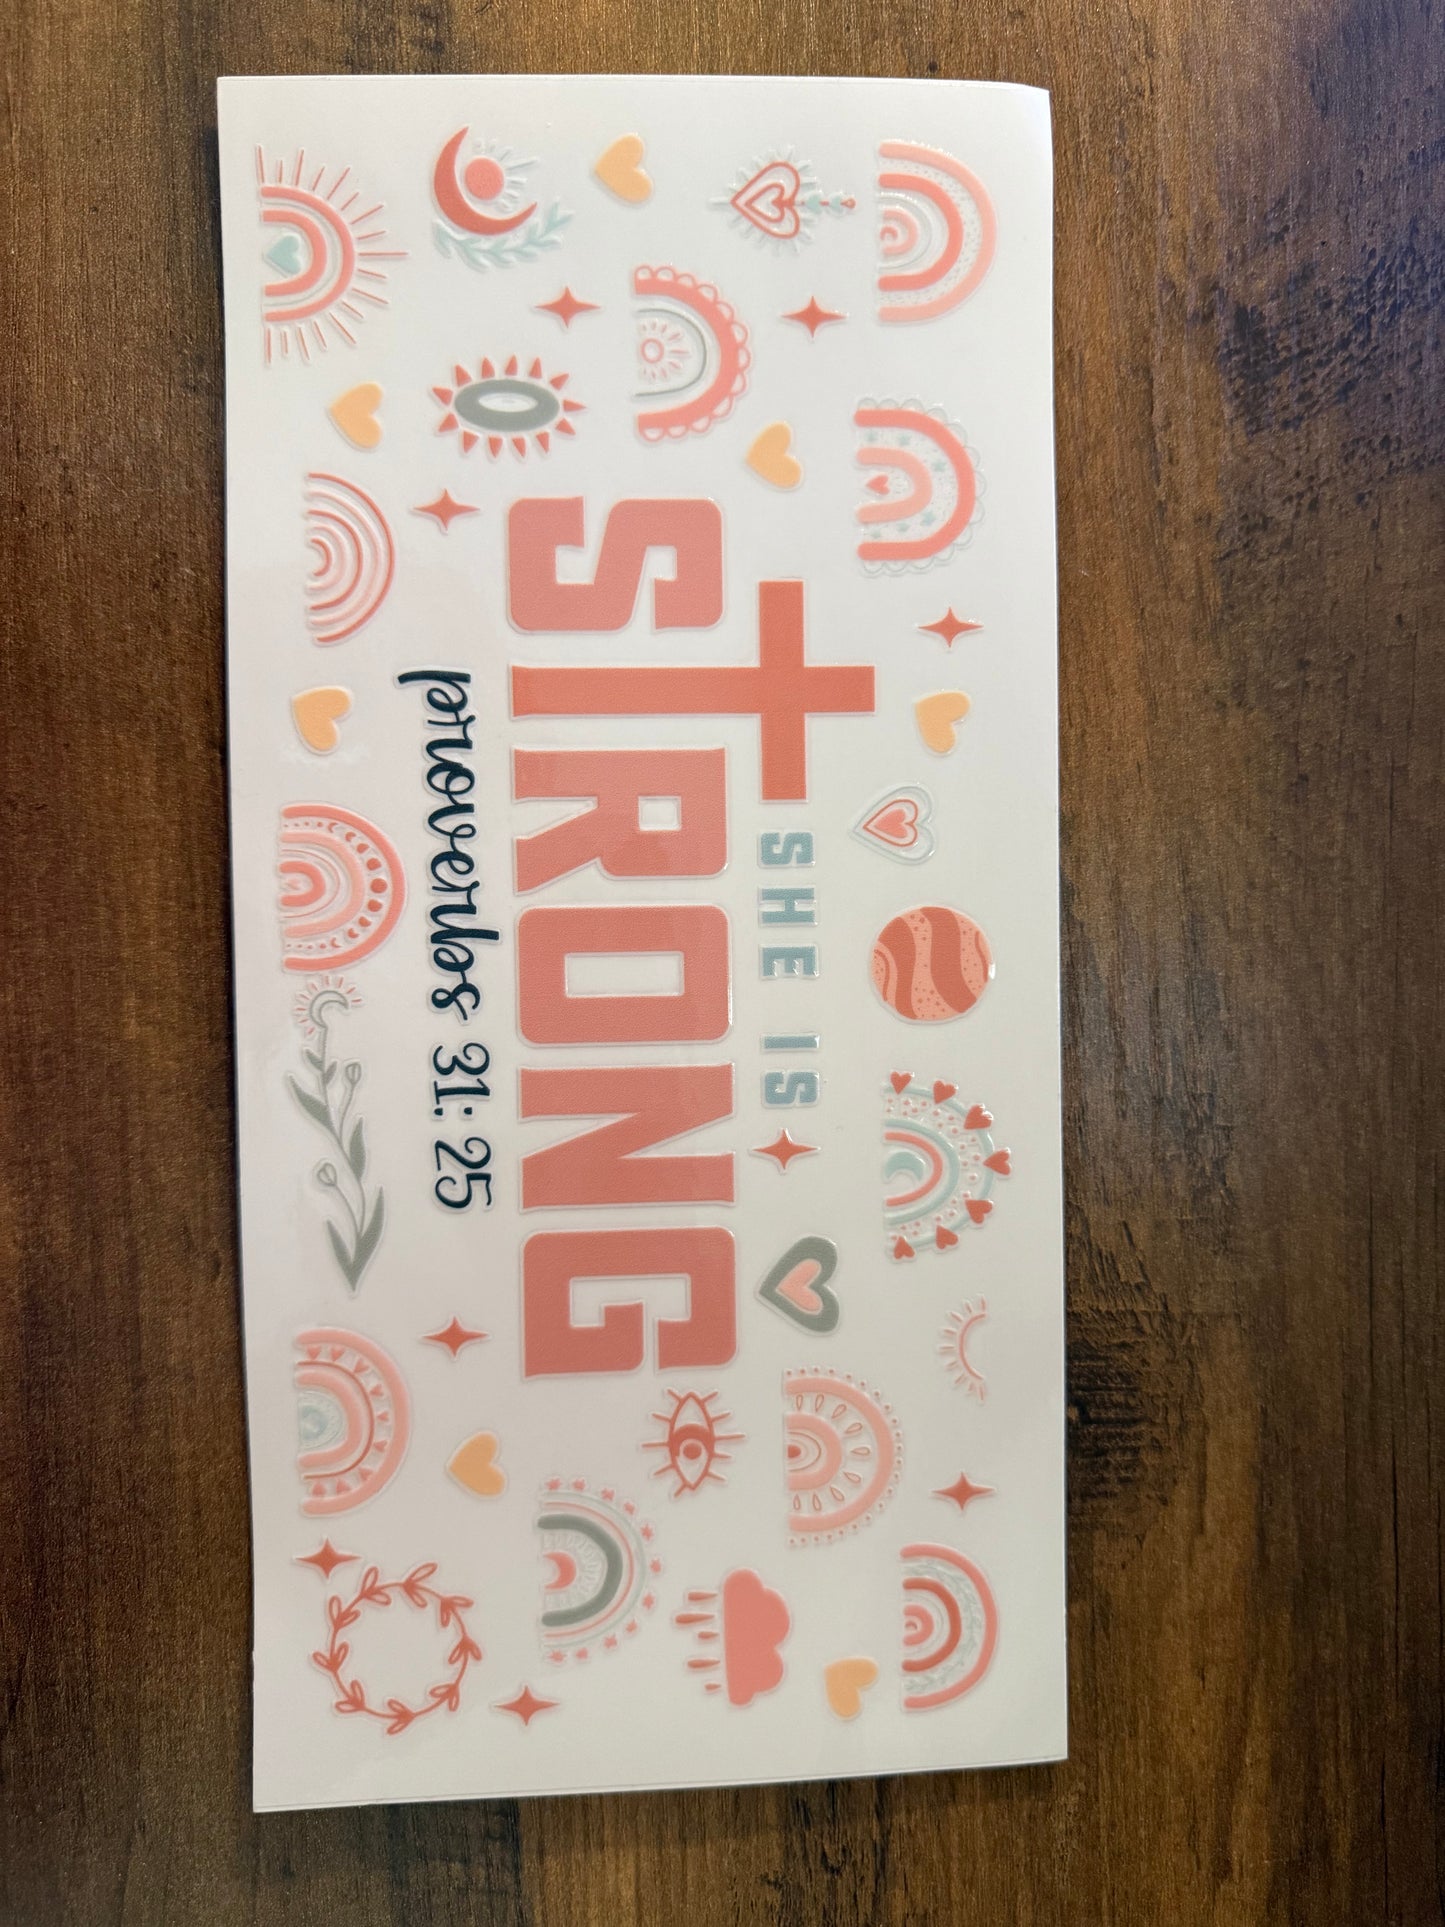 SHE IS
STRONG
proverbs 31: 25